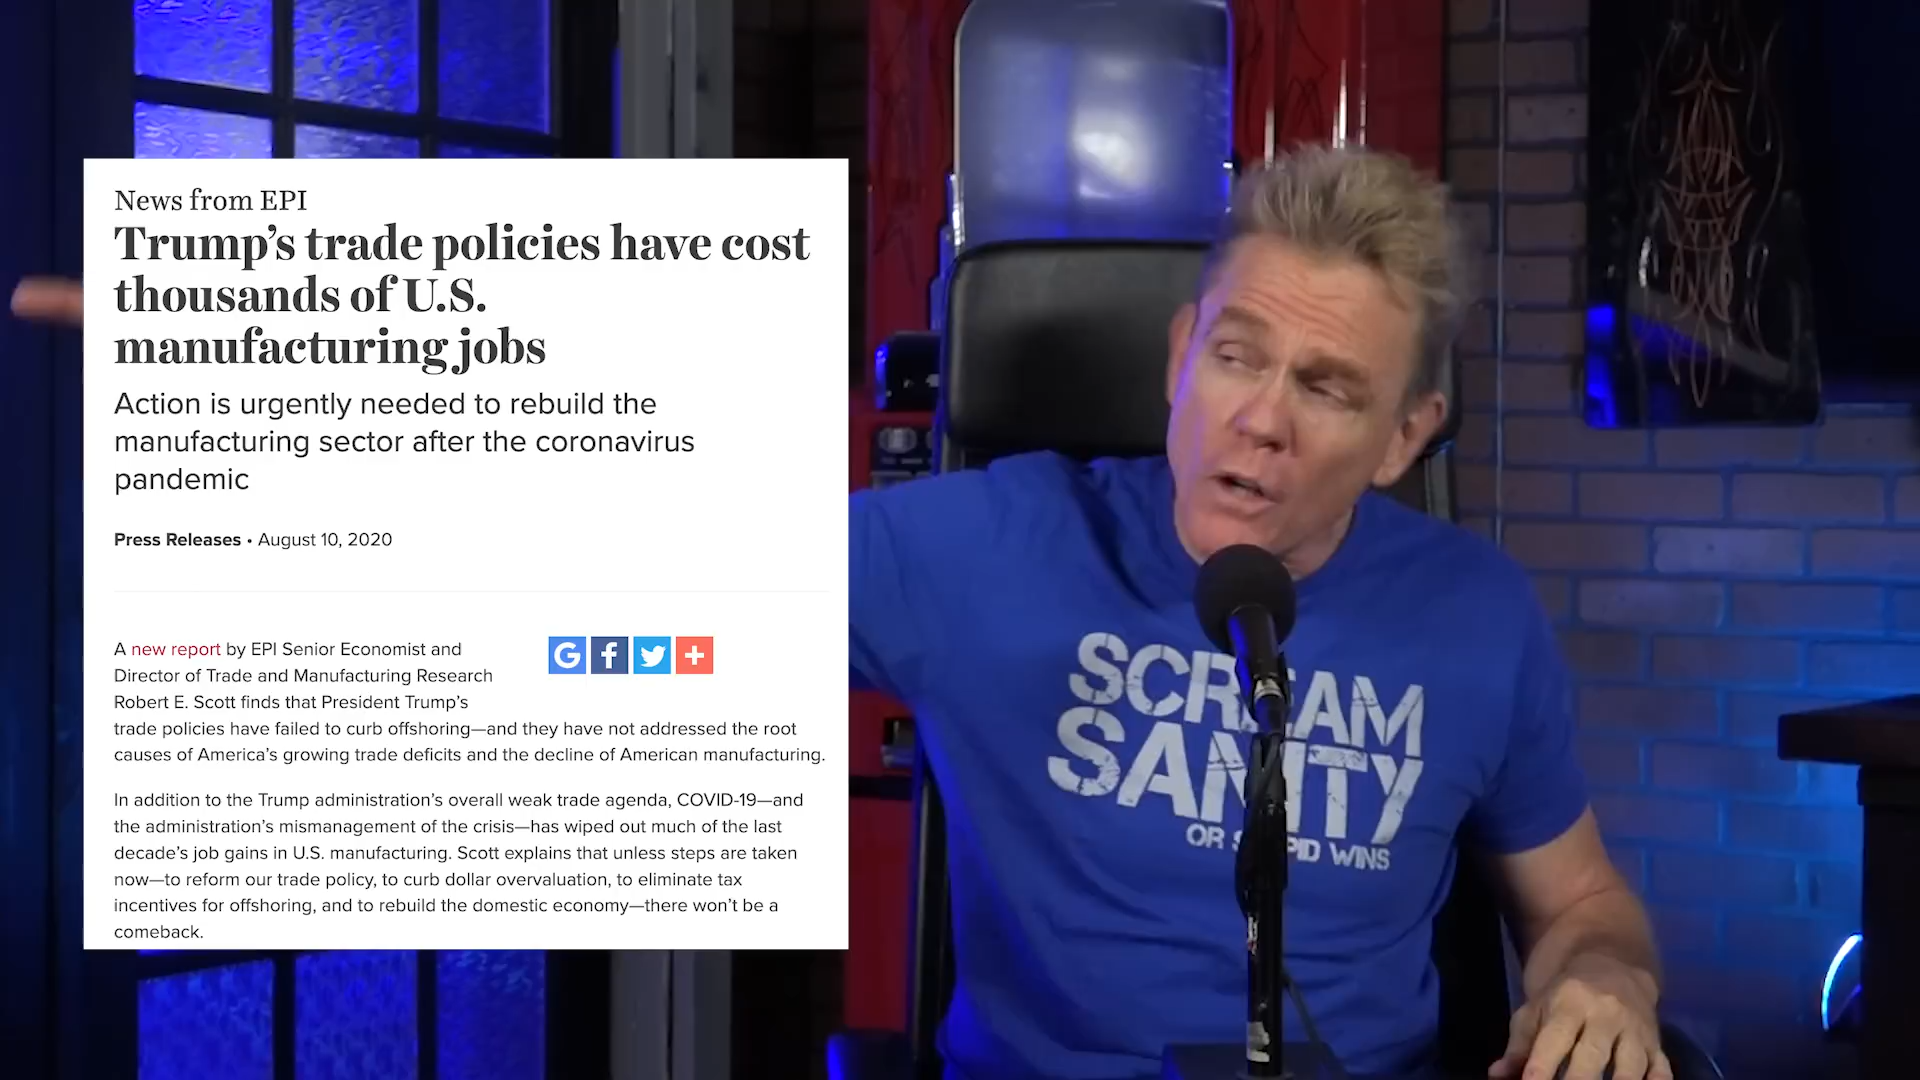 News from EPI
Trump's trade policies have cost
thousands of U.S.
manufacturing jobs
Action is urgently needed to rebuild the
manufacturing sector after the coronavirus
pandemic
Press Releases • August 10, 2020
A new report by EPI Senior Economist and
Director of Trade and Manufacturing Research
Robert E. Scott finds that President Trump's
trade policies have failed to curb offshoring—and they have not addressed the root
causes of America's growing trade deficits and the decline of American manufacturing.
In addition to the Trump administration's overall weak trade agenda, COVID-19—and
the administration's mismanagement of the crisis—has wiped out much of the last
decade's job gains in U.S. manufacturing. Scott explains that unless steps are taken
now—to reform our trade policy, to curb dollar overvaluation, to eliminate tax
incentives for offshoring, and to rebuild the domestic economy—there won't be a
comeback.
SCREAM
SANITY
OR STUPID WINS